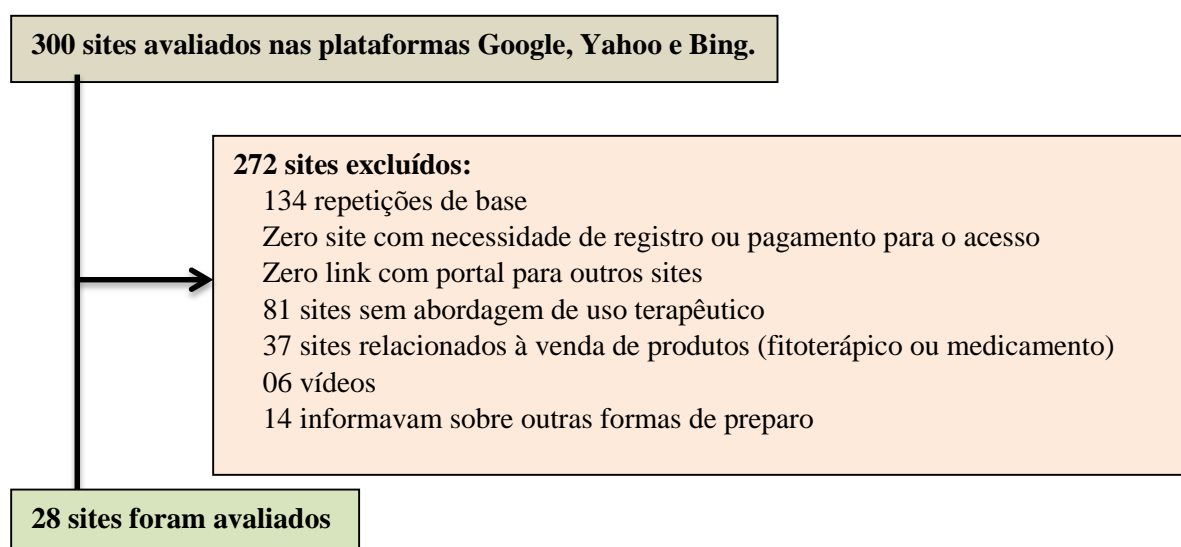 300 sites avaliados nas plataformas Google, Yahoo e Bing.
272 sites excluídos:
134 repetições de base
Zero site com necessidade de registro ou pagamento para o acesso
Zero link com portal para outros sites
81 sites sem abordagem de uso terapêutico
37 sites relacionados à venda de produtos (fitoterápico ou medicamento)
06 vídeos
14 informavam sobre outras formas de preparo
28 sites foram avaliados